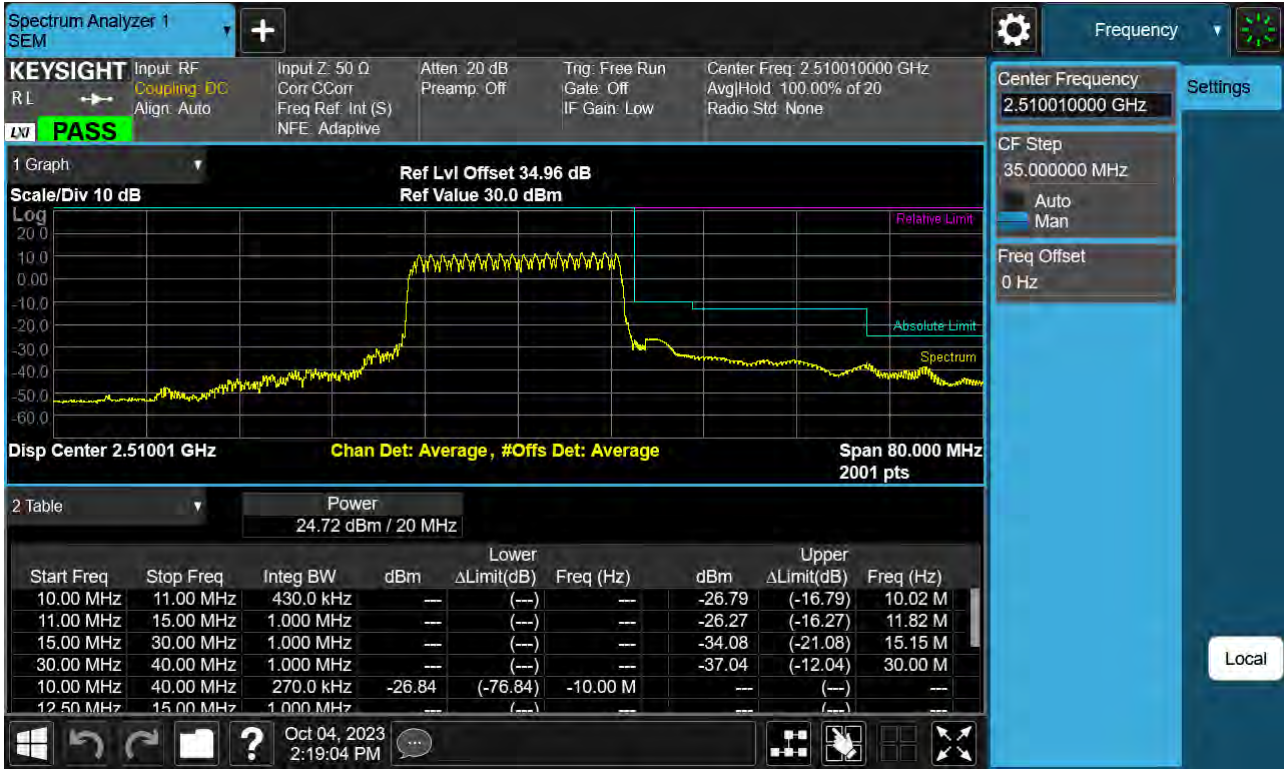 Spectrum Analyzer 1
SEM
Frequency
KEYSIGHT
R L
LXI PASS
Input: RF
Coupling: DC
Align: Auto
Input Z: 50 Ω
Corr CCorr
Freq Ref: Int (S)
NFE: Adaptive
Atten: 20 dB
Preamp: Off
Trig: Free Run
Gate: Off
IF Gain: Low
Center Freq: 2.510010000 GHz
Avg|Hold: 100.00% of 20
Radio Std: None
Center Frequency
2.510010000 GHz
Settings
CF Step
35.000000 MHz
Auto
Man
Freq Offset
0 Hz
Local
1 Graph
Scale/Div 10 dB
Ref Lvl Offset 34.96 dB
Ref Value 30.0 dBm
Log
20.0
10.0
0.00
-10.0
-20.0
-30.0
-40.0
-50.0
-60.0
Relative Limit
Absolute Limit
Spectrum
Disp Center 2.51001 GHz
Chan Det: Average , #Offs Det: Average
Span 80.000 MHz
2001 pts
2 Table
Power
24.72 dBm / 20 MHz
Lower Upper
Start Freq Stop Freq Integ BW dBm ΔLimit(dB) Freq (Hz) dBm ΔLimit(dB) Freq (Hz)
10.00 MHz 11.00 MHz 430.0 kHz --- (---) --- -26.79 (-16.79) 10.02 M
11.00 MHz 15.00 MHz 1.000 MHz --- (---) --- -26.27 (-16.27) 11.82 M
15.00 MHz 30.00 MHz 1.000 MHz --- (---) --- -34.08 (-21.08) 15.15 M
30.00 MHz 40.00 MHz 1.000 MHz --- (---) --- -37.04 (-12.04) 30.00 M
10.00 MHz 40.00 MHz 270.0 kHz -26.84 (-76.84) -10.00 M --- (---) ---
12.50 MHz 15.00 MHz 1.000 MHz --- (---) --- --- (---) ---
Oct 04, 2023
2:19:04 PM